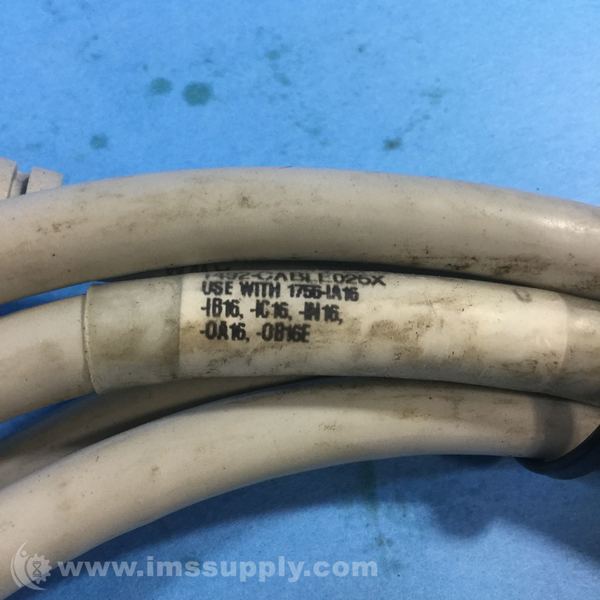 1492-CABLE025X
USE WITH 1756-IA16
-IB16, -IC16, -IN16,
-OA16, -OB16E
www.imssupply.com